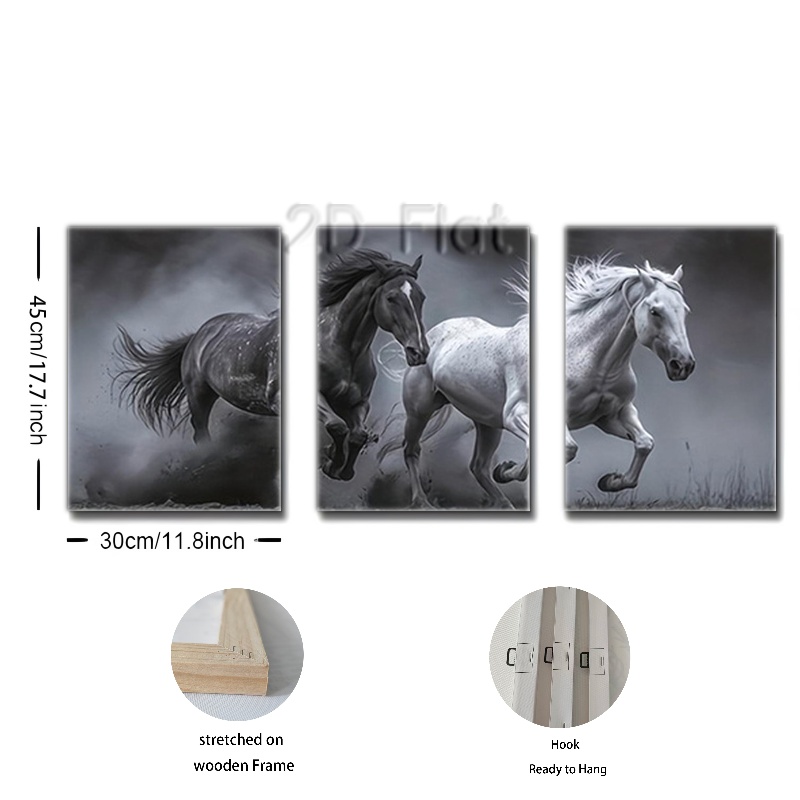 2D Flat
45cm/17.7inch
30cm/11.8inch
stretched on
wooden Frame
Hook
Ready to Hang